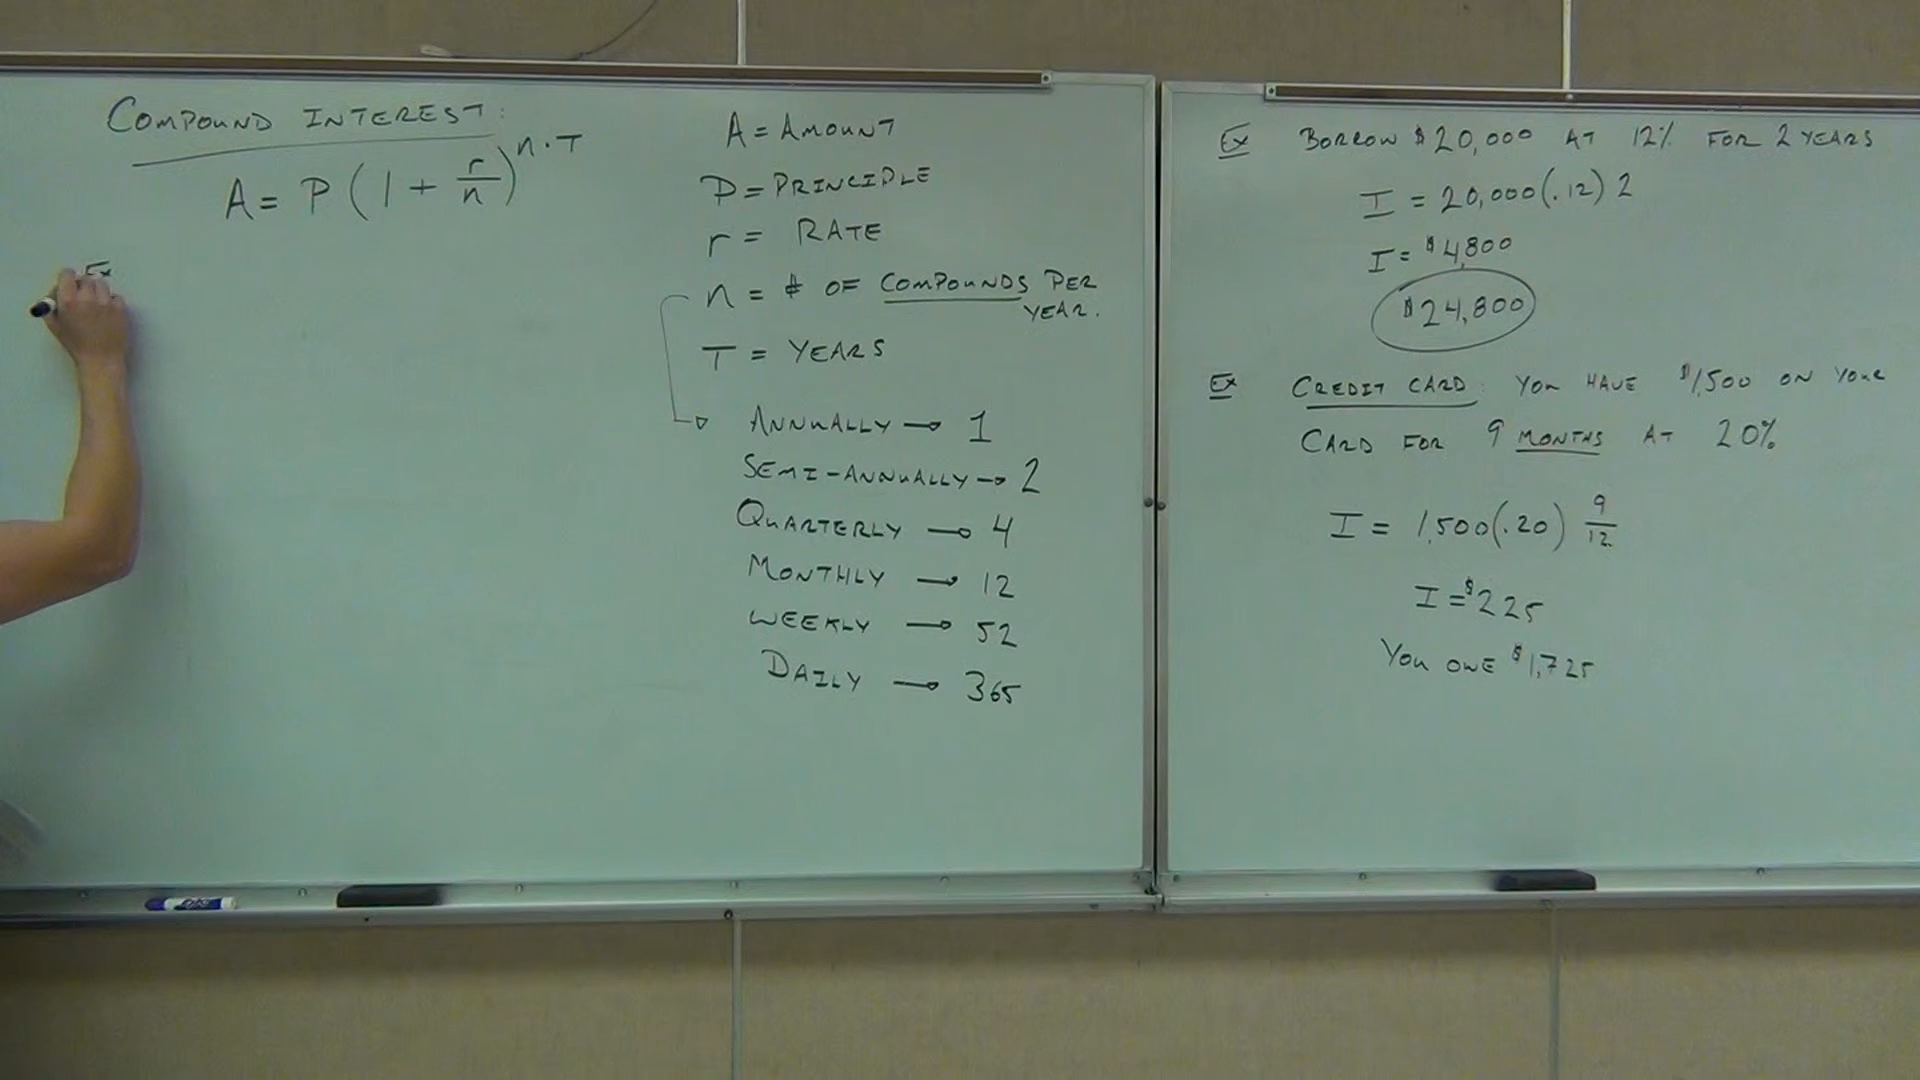 COMPOUND INTEREST:
A = P (1 + r/n)^n·T
Ex
A = AMOUNT
P = PRINCIPLE
r = RATE
n = # OF COMPOUNDS PER
YEAR.
T = YEARS
ANNUALLY → 1
SEMI-ANNUALLY → 2
QUARTERLY → 4
MONTHLY → 12
WEEKLY → 52
DAILY → 365
Ex BORROW $20,000 AT 12% FOR 2 YEARS
I = 20,000(.12) 2
I = $4,800
$24,800
Ex CREDIT CARD: YOU HAVE $1,500 ON YOUR
CARD FOR 9 MONTHS AT 20%
I = 1,500(.20) 9/12
I = $225
YOU OWE $1,725